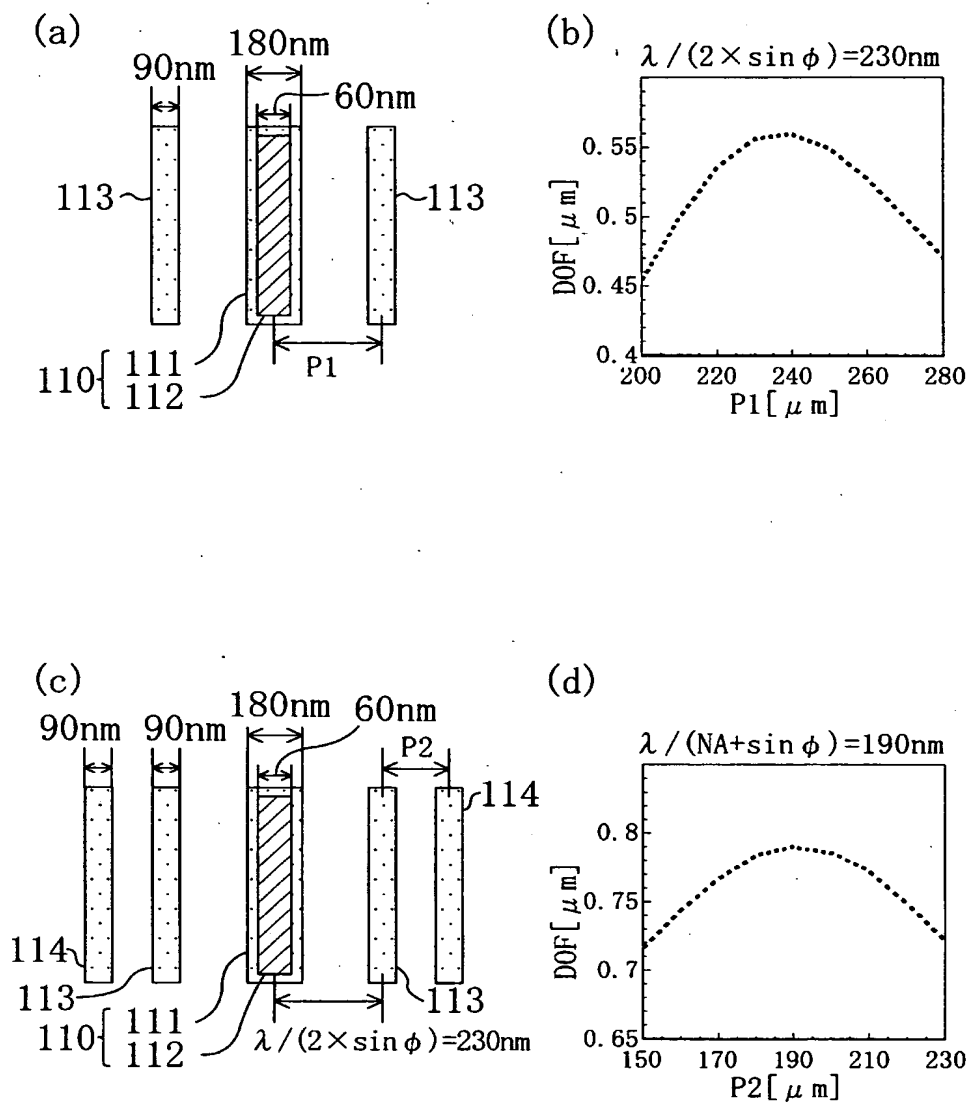 (a)
180nm
90nm
60nm
113
113
110{ 111
112
P1
(b)
λ/(2×sinφ)=230nm
0.55
0.5
0.45
0.4
DOF[μm]
200 220 240 260 280
P1[μm]
(c)
180nm
90nm 90nm
60nm
P2
114
114
113
113
110{ 111
112
λ/(2×sinφ)=230nm
(d)
λ/(NA+sinφ)=190nm
0.8
0.75
0.7
0.65
DOF[μm]
150 170 190 210 230
P2[μm]